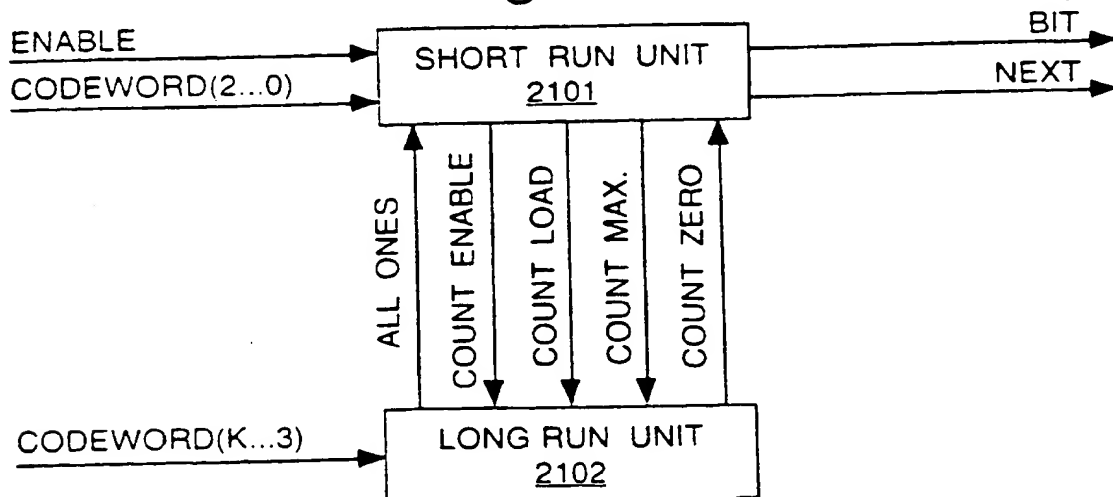 ENABLE
CODEWORD(2...0)
SHORT RUN UNIT
2101
BIT
NEXT
ALL ONES
COUNT ENABLE
COUNT LOAD
COUNT MAX.
COUNT ZERO
CODEWORD(K...3)
LONG RUN UNIT
2102